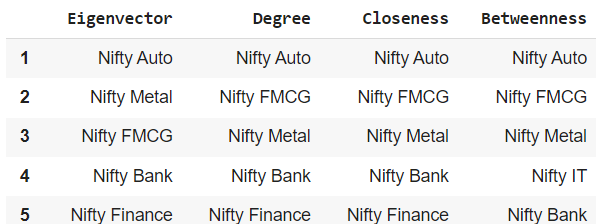 Eigenvector Degree Closeness Betweenness
1 Nifty Auto Nifty Auto Nifty Auto Nifty Auto
2 Nifty Metal Nifty FMCG Nifty FMCG Nifty FMCG
3 Nifty FMCG Nifty Metal Nifty Metal Nifty Metal
4 Nifty Bank Nifty Bank Nifty Bank Nifty IT
5 Nifty Finance Nifty Finance Nifty Finance Nifty Bank